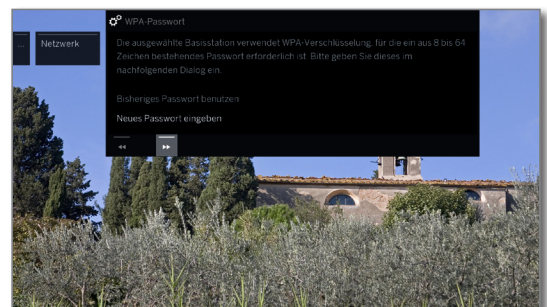 WPA-Passwort
... Netzwerk
Die ausgewählte Basisstation verwendet WPA-Verschlüsselung, für die ein aus 8 bis 64
Zeichen bestehendes Passwort erforderlich ist. Bitte geben Sie dieses im
nachfolgenden Dialog ein:
Bisheriges Passwort benutzen
Neues Passwort eingeben